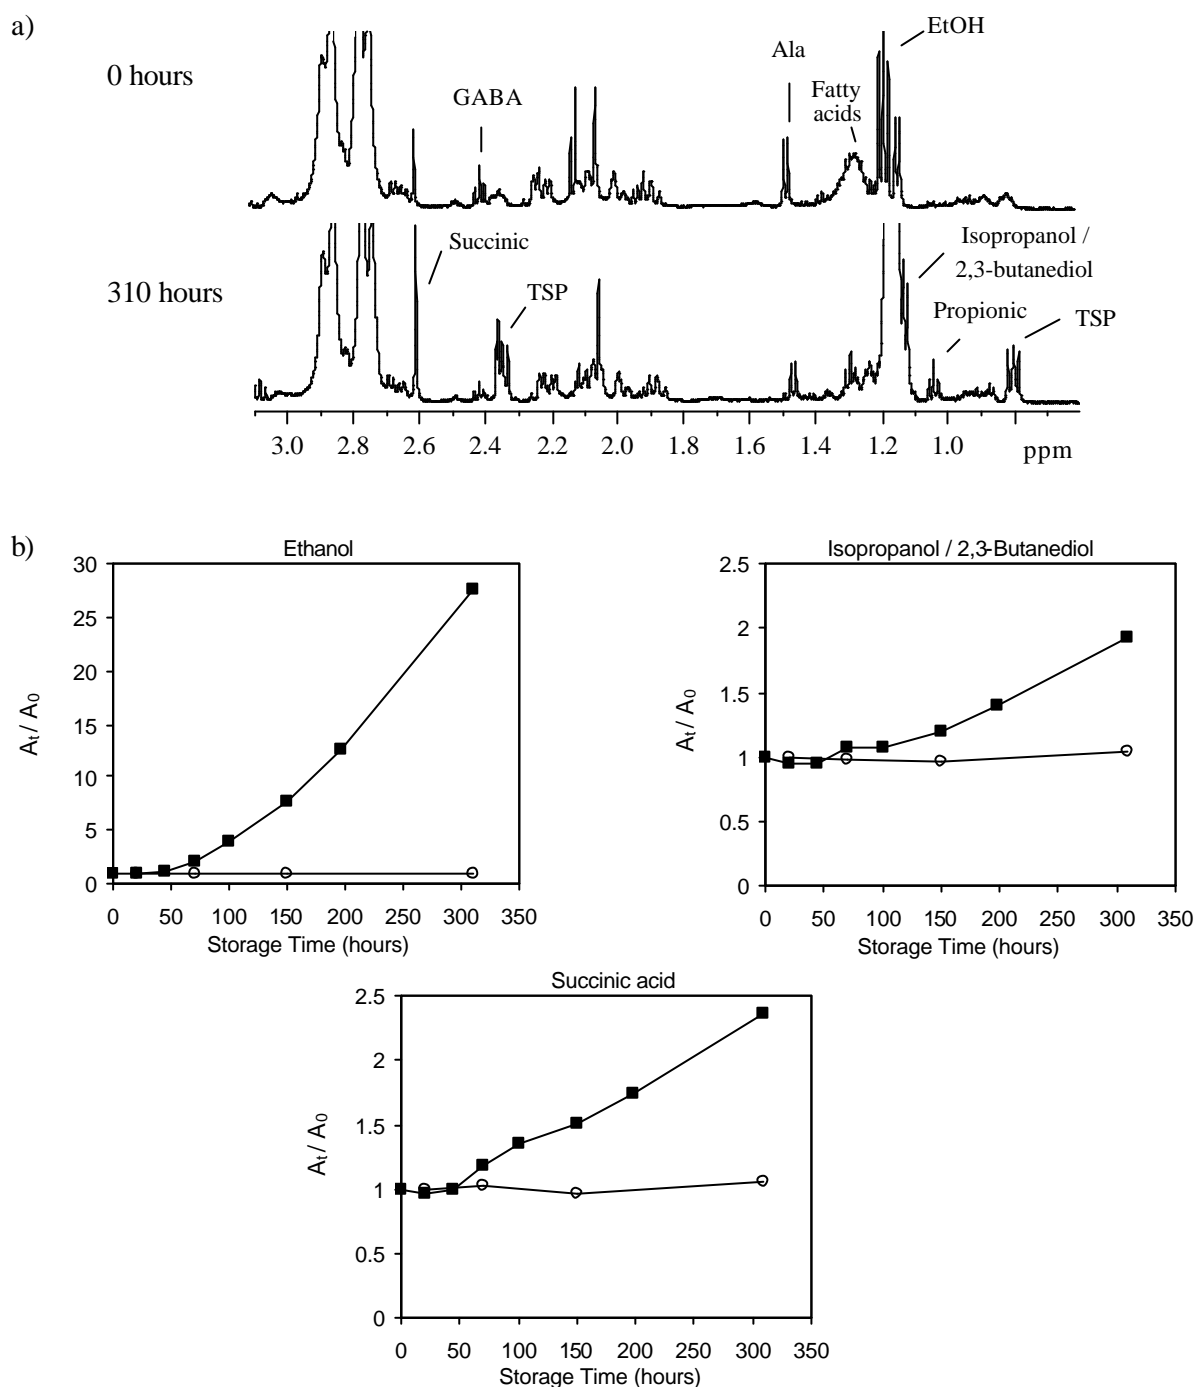 a)
0 hours
GABA
Ala
Fatty
acids
EtOH
310 hours
Succinic
TSP
Isopropanol /
2,3-butanediol
Propionic
TSP
3.0 2.8 2.6 2.4 2.2 2.0 1.8 1.6 1.4 1.2 1.0 ppm
b)
Ethanol
30
25
20
15
10
5
0
At / A0
0 50 100 150 200 250 300 350
Storage Time (hours)
Isopropanol / 2,3-Butanediol
2.5
2
1.5
1
0.5
0
At / A0
0 50 100 150 200 250 300 350
Storage Time (hours)
Succinic acid
2.5
2
1.5
1
0.5
0
At / A0
0 50 100 150 200 250 300 350
Storage Time (hours)